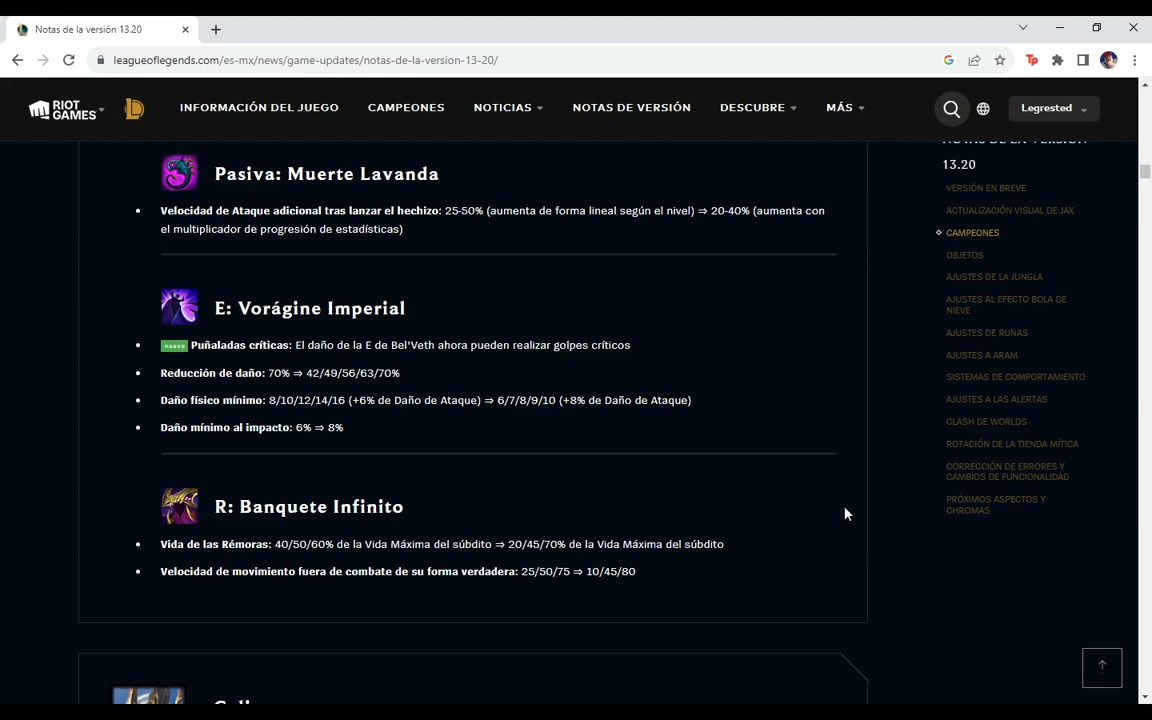 Notas de la versión 13.20
leagueoflegends.com/es-mx/news/game-updates/notas-de-la-version-13-20/
RIOT GAMES
INFORMACIÓN DEL JUEGO
CAMPEONES
NOTICIAS
NOTAS DE VERSIÓN
DESCUBRE
MÁS
Legrested
Pasiva: Muerte Lavanda
Velocidad de Ataque adicional tras lanzar el hechizo: 25-50% (aumenta de forma lineal según el nivel) ⇒ 20-40% (aumenta con
el multiplicador de progresión de estadísticas)
E: Vorágine Imperial
nuevo Puñaladas críticas: El daño de la E de Bel'Veth ahora pueden realizar golpes críticos
Reducción de daño: 70% ⇒ 42/49/56/63/70%
Daño físico mínimo: 8/10/12/14/16 (+6% de Daño de Ataque) ⇒ 6/7/8/9/10 (+8% de Daño de Ataque)
Daño mínimo al impacto: 6% ⇒ 8%
R: Banquete Infinito
Vida de las Rémoras: 40/50/60% de la Vida Máxima del súbdito ⇒ 20/45/70% de la Vida Máxima del súbdito
Velocidad de movimiento fuera de combate de su forma verdadera: 25/50/75 ⇒ 10/45/80
NOTAS DE LA VERSIÓN
13.20
VERSIÓN EN BREVE
ACTUALIZACIÓN VISUAL DE JAX
CAMPEONES
OBJETOS
AJUSTES DE LA JUNGLA
AJUSTES AL EFECTO BOLA DE
NIEVE
AJUSTES DE RUNAS
AJUSTES A ARAM
SISTEMAS DE COMPORTAMIENTO
AJUSTES A LAS ALERTAS
CLASH DE WORLDS
ROTACIÓN DE LA TIENDA MÍTICA
CORRECCIÓN DE ERRORES Y
CAMBIOS DE FUNCIONALIDAD
PRÓXIMOS ASPECTOS Y
CHROMAS